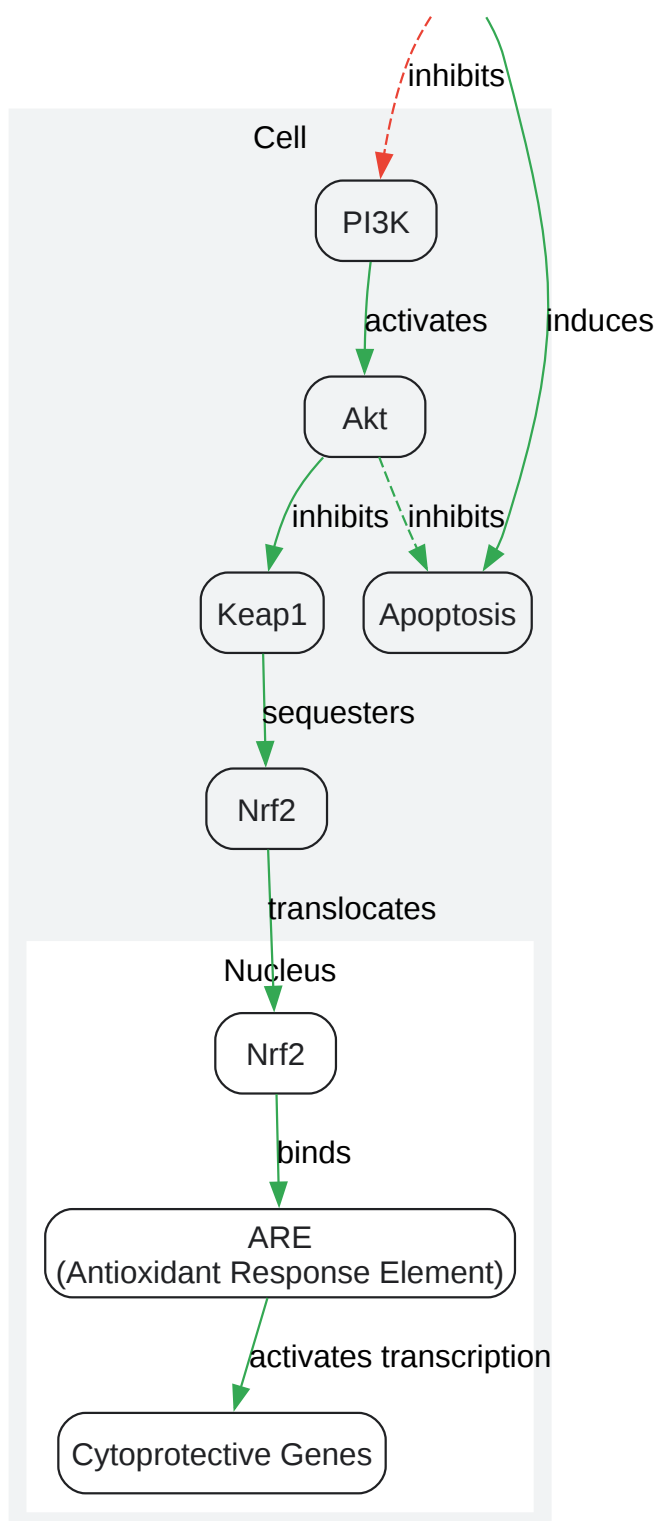 inhibits
Cell
PI3K
activates
induces
Akt
inhibits
inhibits
Keap1
Apoptosis
sequesters
Nrf2
translocates
Nucleus
Nrf2
binds
ARE
(Antioxidant Response Element)
activates transcription
Cytoprotective Genes